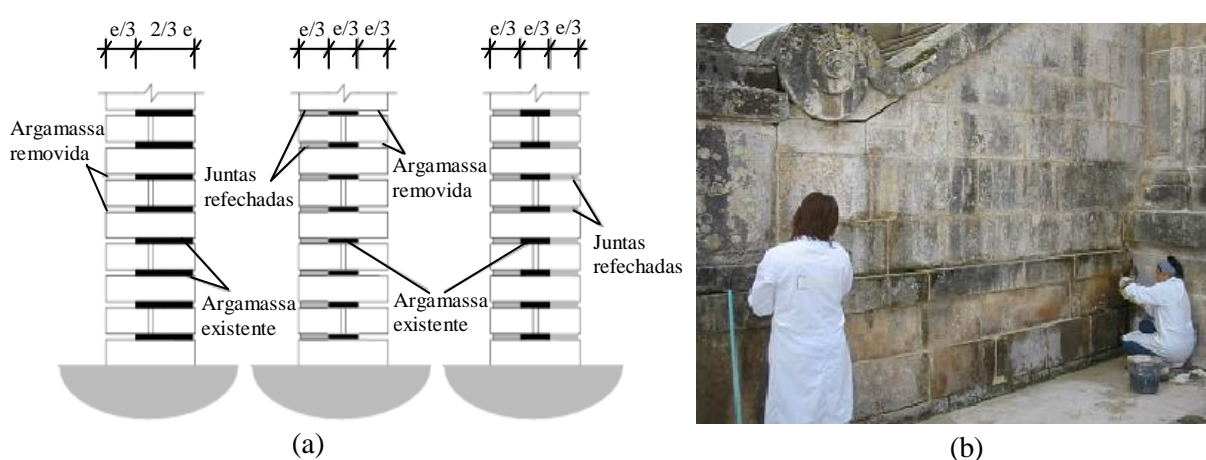 e/3 2/3 e
e/3 e/3 e/3
e/3 e/3 e/3
Argamassa
removida
Juntas
refechadas
Argamassa
removida
Juntas
refechadas
Argamassa
existente
Argamassa
existente
(a)
(b)